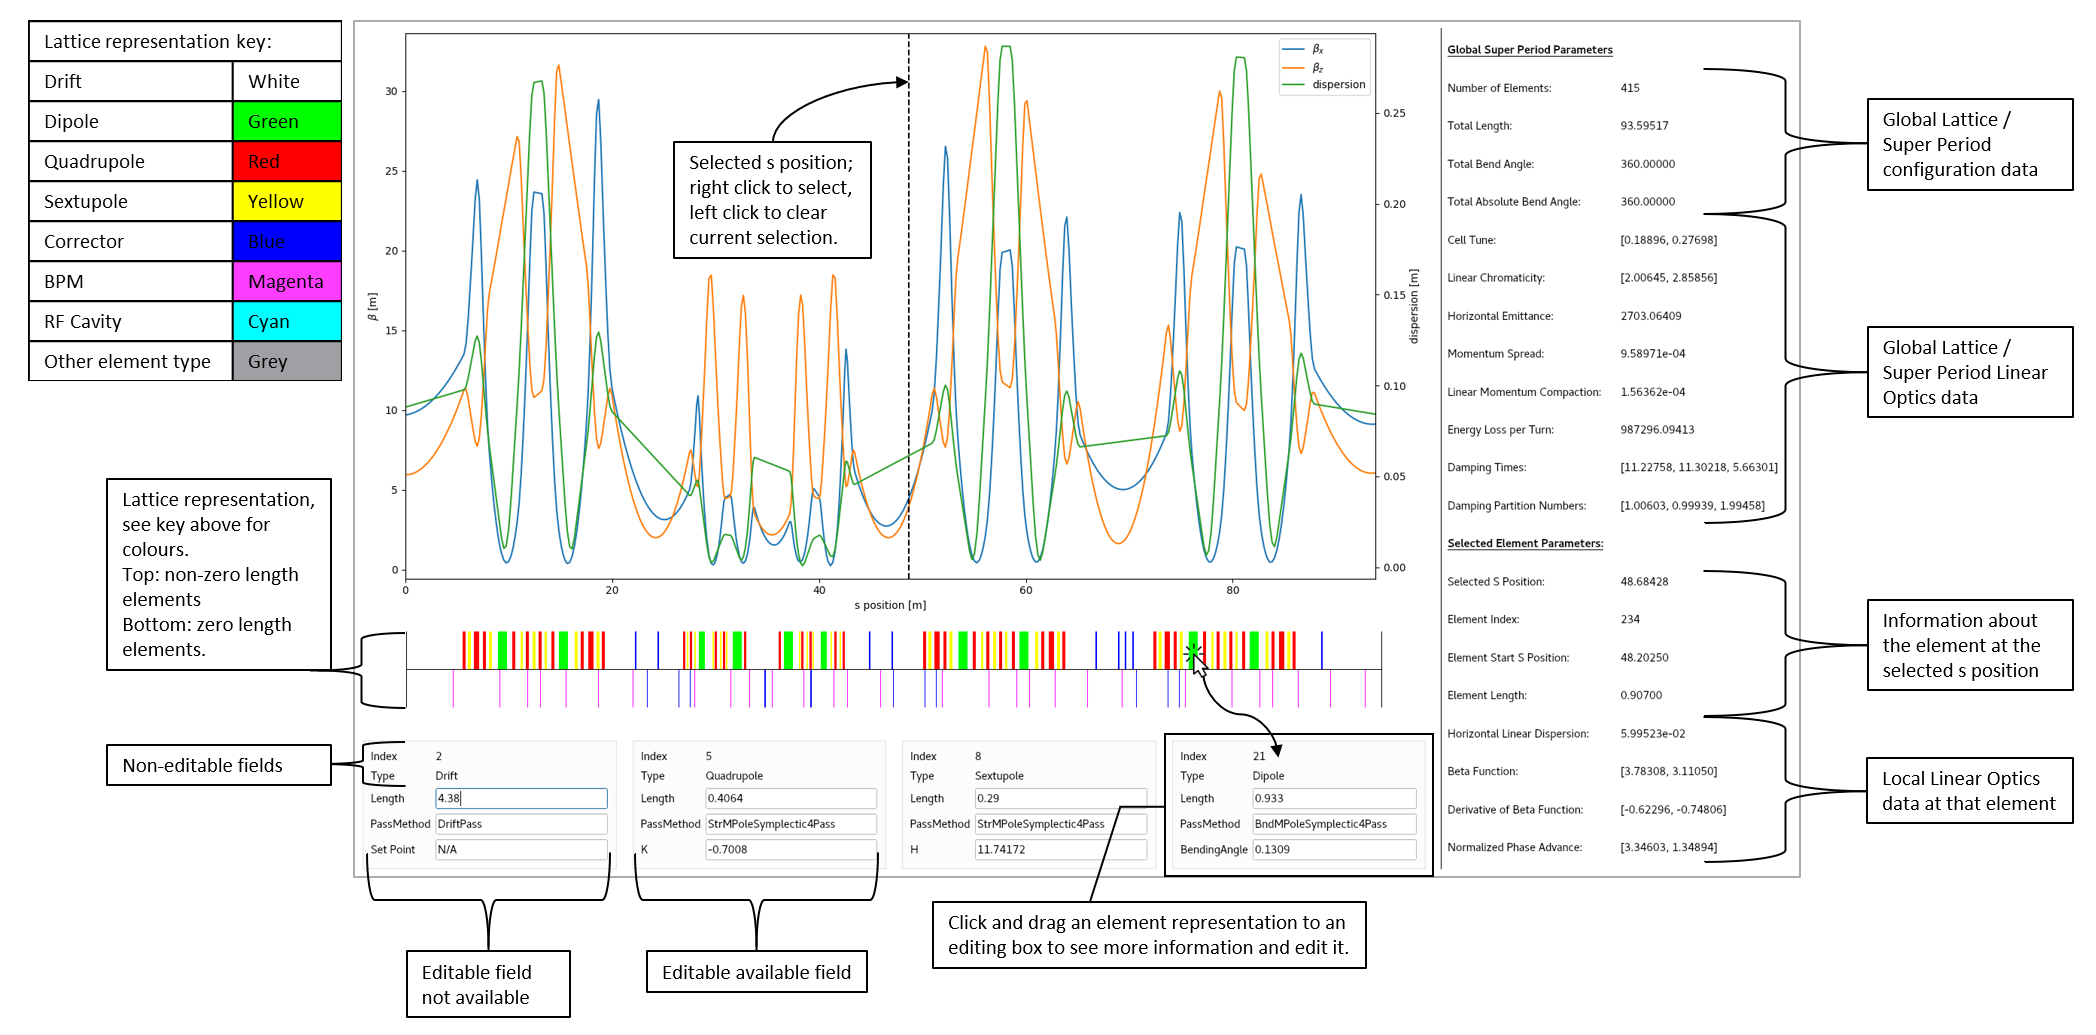 Lattice representation key:
Drift White
Dipole Green
Quadrupole Red
Sextupole Yellow
Corrector Blue
BPM Magenta
RF Cavity Cyan
Other element type Grey
Lattice representation,
see key above for
colours.
Top: non-zero length
elements
Bottom: zero length
elements.
Non-editable fields
β [m]
30
25
20
15
10
5
0
0 20 40 60 80
s position [m]
0.25
0.20
0.15
0.10
0.05
0.00
dispersion [m]
βx
βz
dispersion
Selected s position;
right click to select,
left click to clear
current selection.
Index 2
Type Drift
Length 4.38
PassMethod DriftPass
Set Point N/A
Index 5
Type Quadrupole
Length 0.4064
PassMethod StrMPoleSymplectic4Pass
K -0.7008
Index 8
Type Sextupole
Length 0.29
PassMethod StrMPoleSymplectic4Pass
H 11.74172
Index 21
Type Dipole
Length 0.933
PassMethod BndMPoleSymplectic4Pass
BendingAngle 0.1309
Editable field
not available
Editable available field
Click and drag an element representation to an
editing box to see more information and edit it.
Global Super Period Parameters
Number of Elements: 415
Total Length: 93.59517
Total Bend Angle: 360.00000
Total Absolute Bend Angle: 360.00000
Cell Tune: [0.18896, 0.27698]
Linear Chromaticity: [2.00645, 2.85856]
Horizontal Emittance: 2703.06409
Momentum Spread: 9.58971e-04
Linear Momentum Compaction: 1.56362e-04
Energy Loss per Turn: 987296.09413
Damping Times: [11.22758, 11.30218, 5.66301]
Damping Partition Numbers: [1.00603, 0.99939, 1.99458]
Selected Element Parameters:
Selected S Position: 48.68428
Element Index: 234
Element Start S Position: 48.20250
Element Length: 0.90700
Horizontal Linear Dispersion: 5.99523e-02
Beta Function: [3.78308, 3.11050]
Derivative of Beta Function: [-0.62296, -0.74806]
Normalized Phase Advance: [3.34603, 1.34894]
Global Lattice /
Super Period
configuration data
Global Lattice /
Super Period Linear
Optics data
Information about
the element at the
selected s position
Local Linear Optics
data at that element